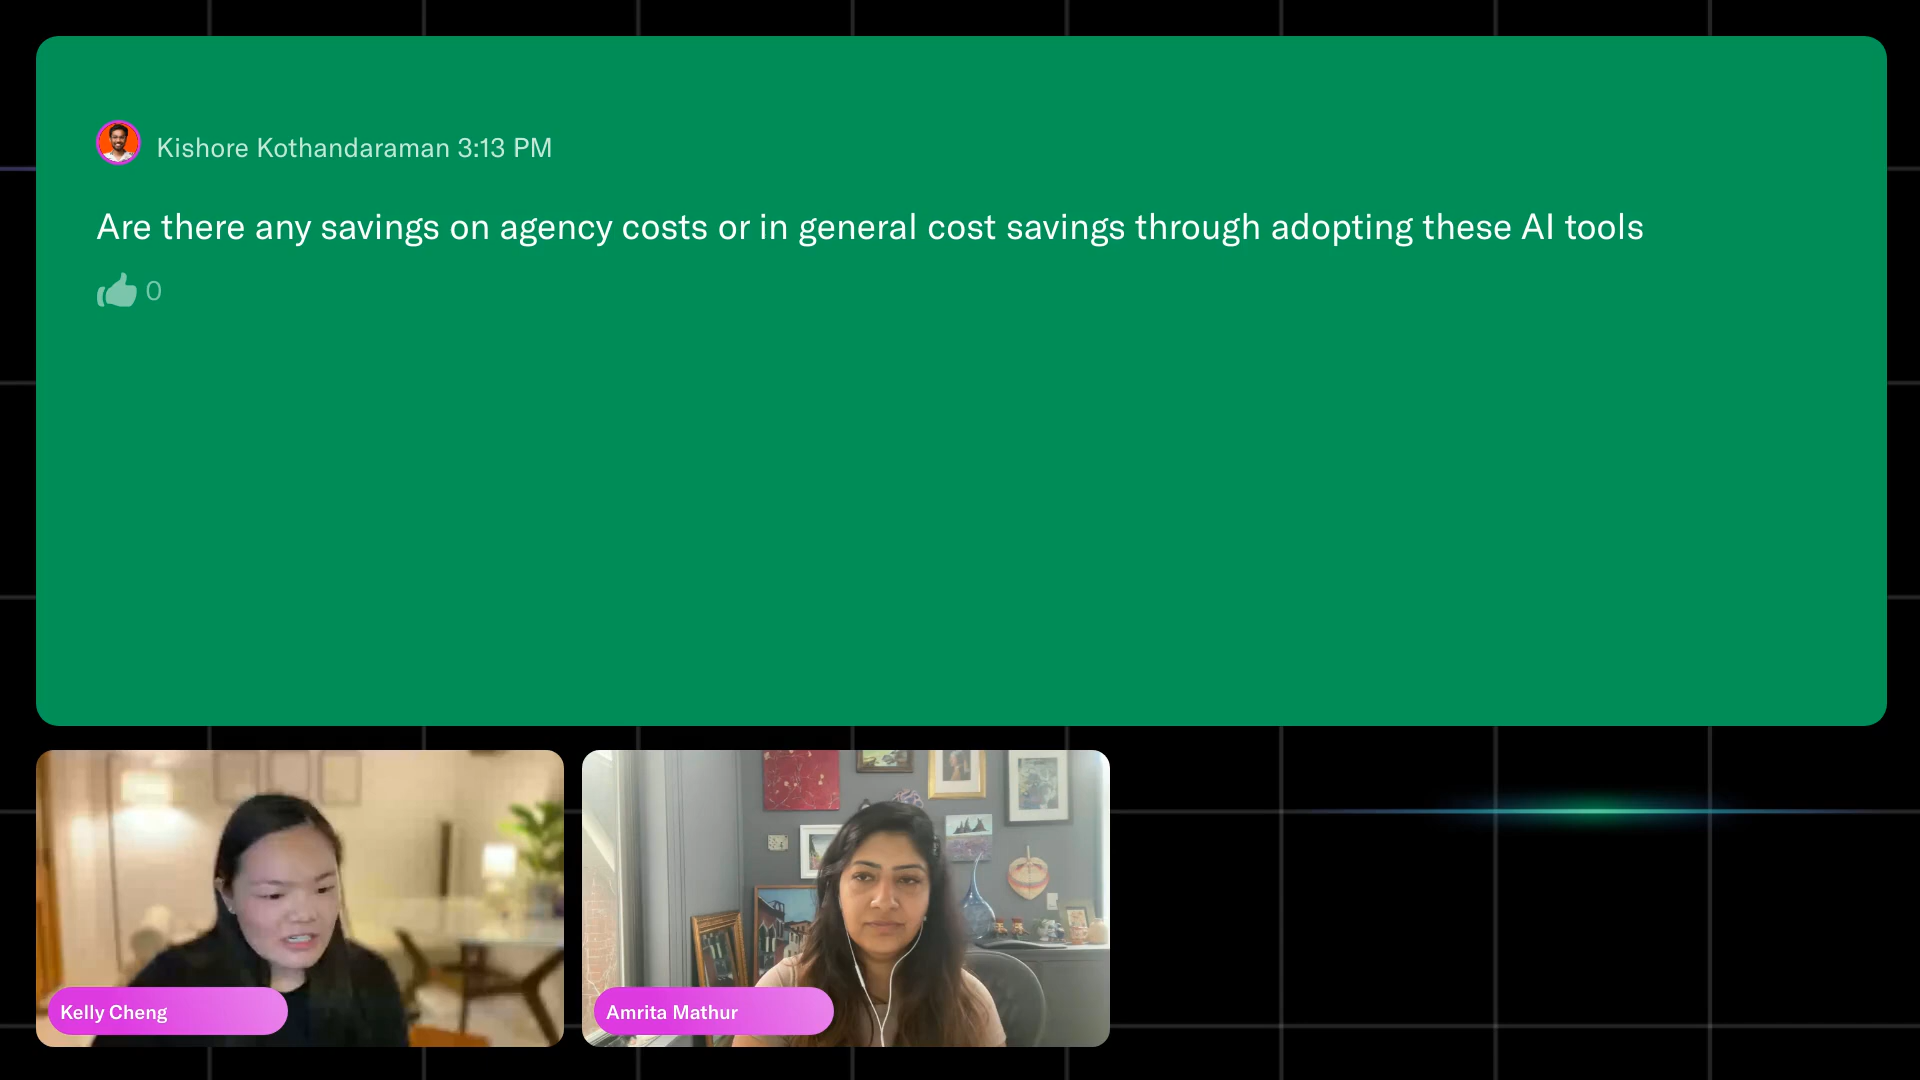 Kishore Kothandaraman 3:13 PM
Are there any savings on agency costs or in general cost savings through adopting these AI tools
0
Kelly Cheng
Amrita Mathur